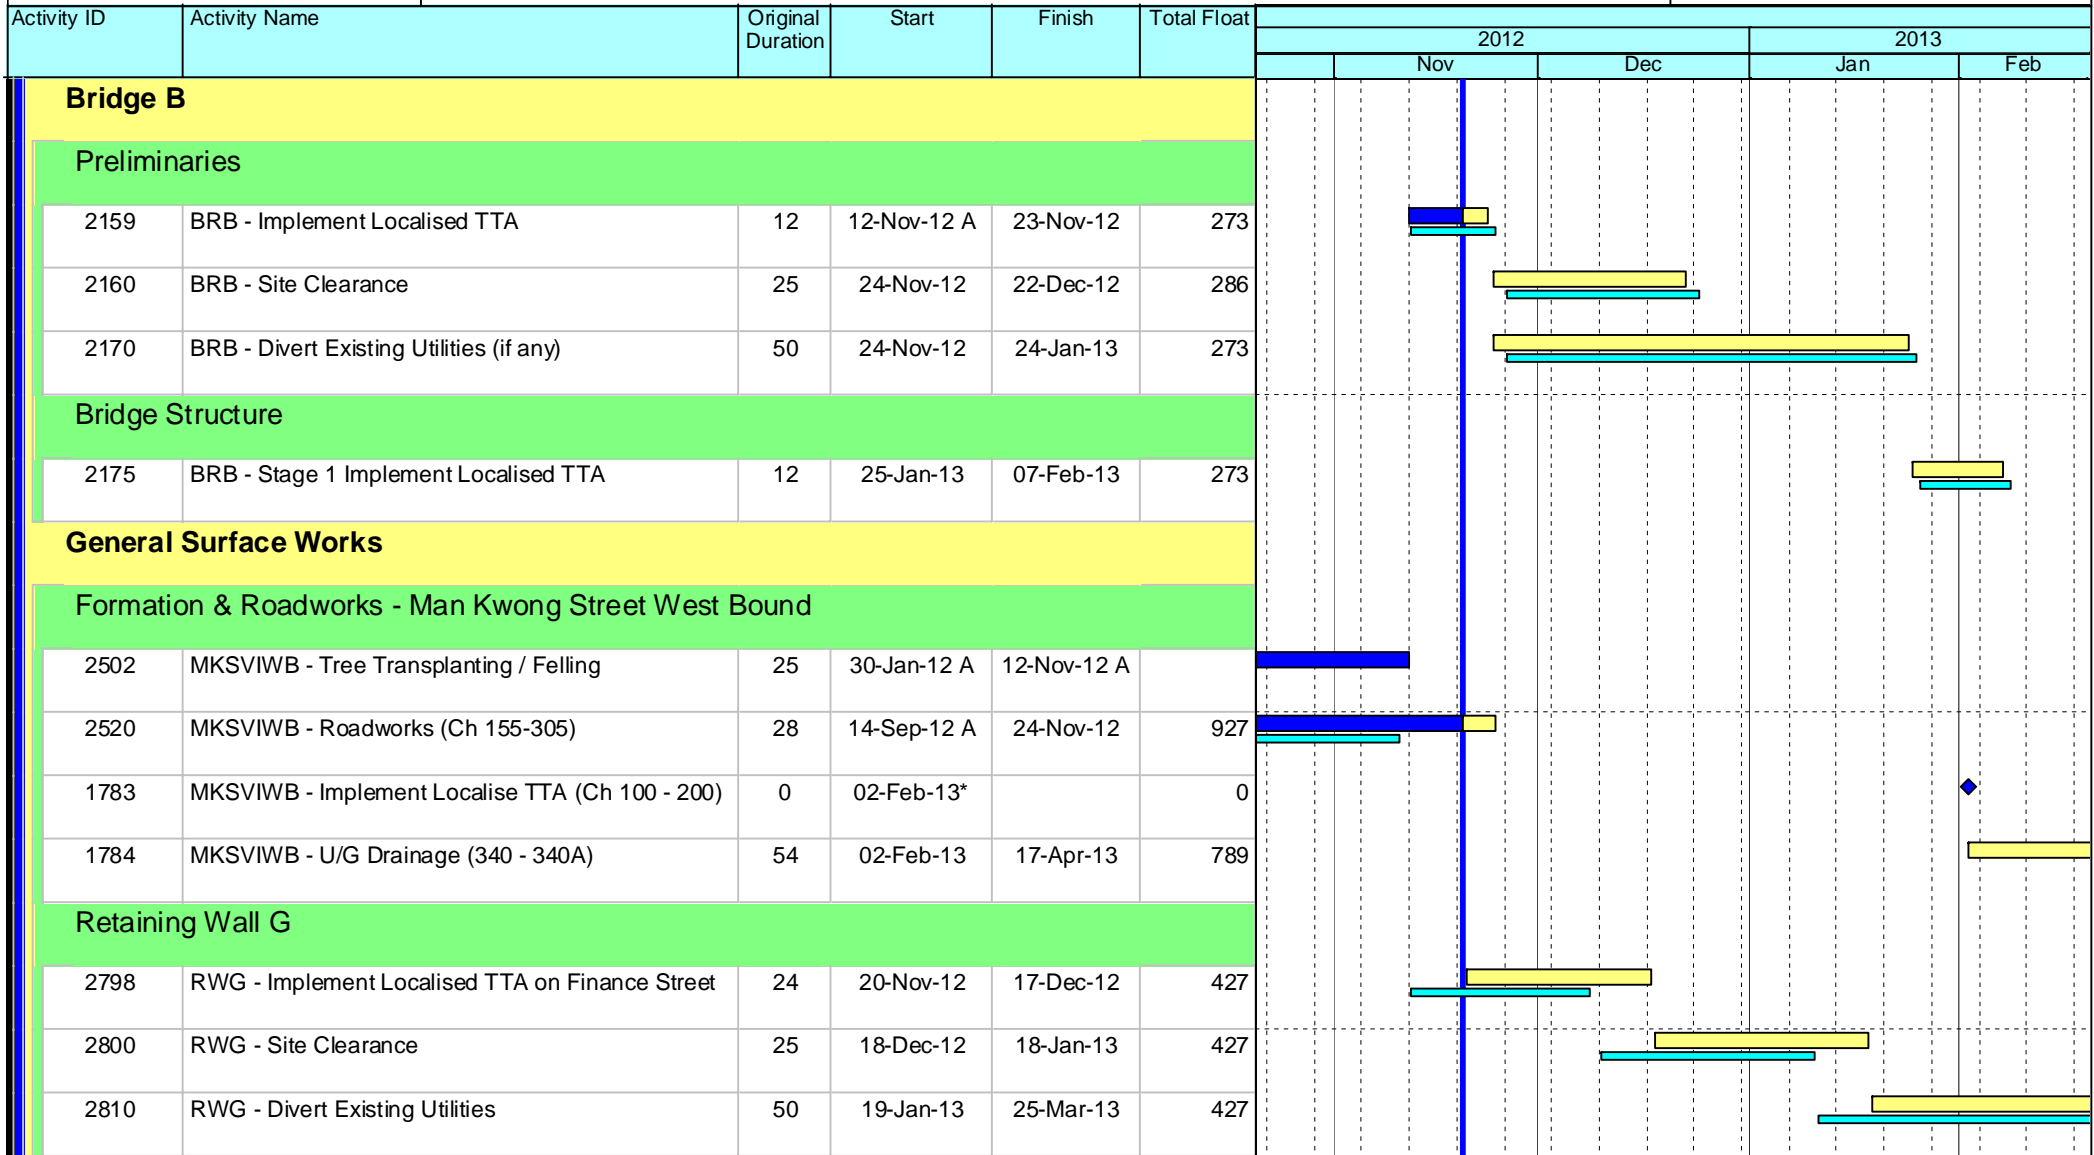 Activity ID Activity Name Original Duration Start Finish Total Float
2012 2013
Nov Dec Jan Feb
Bridge B
Preliminaries
2159 BRB - Implement Localised TTA 12 12-Nov-12 A 23-Nov-12 273
2160 BRB - Site Clearance 25 24-Nov-12 22-Dec-12 286
2170 BRB - Divert Existing Utilities (if any) 50 24-Nov-12 24-Jan-13 273
Bridge Structure
2175 BRB - Stage 1 Implement Localised TTA 12 25-Jan-13 07-Feb-13 273
General Surface Works
Formation & Roadworks - Man Kwong Street West Bound
2502 MKSVIWB - Tree Transplanting / Felling 25 30-Jan-12 A 12-Nov-12 A
2520 MKSVIWB - Roadworks (Ch 155-305) 28 14-Sep-12 A 24-Nov-12 927
1783 MKSVIWB - Implement Localise TTA (Ch 100 - 200) 0 02-Feb-13* 0
1784 MKSVIWB - U/G Drainage (340 - 340A) 54 02-Feb-13 17-Apr-13 789
Retaining Wall G
2798 RWG - Implement Localised TTA on Finance Street 24 20-Nov-12 17-Dec-12 427
2800 RWG - Site Clearance 25 18-Dec-12 18-Jan-13 427
2810 RWG - Divert Existing Utilities 50 19-Jan-13 25-Mar-13 427